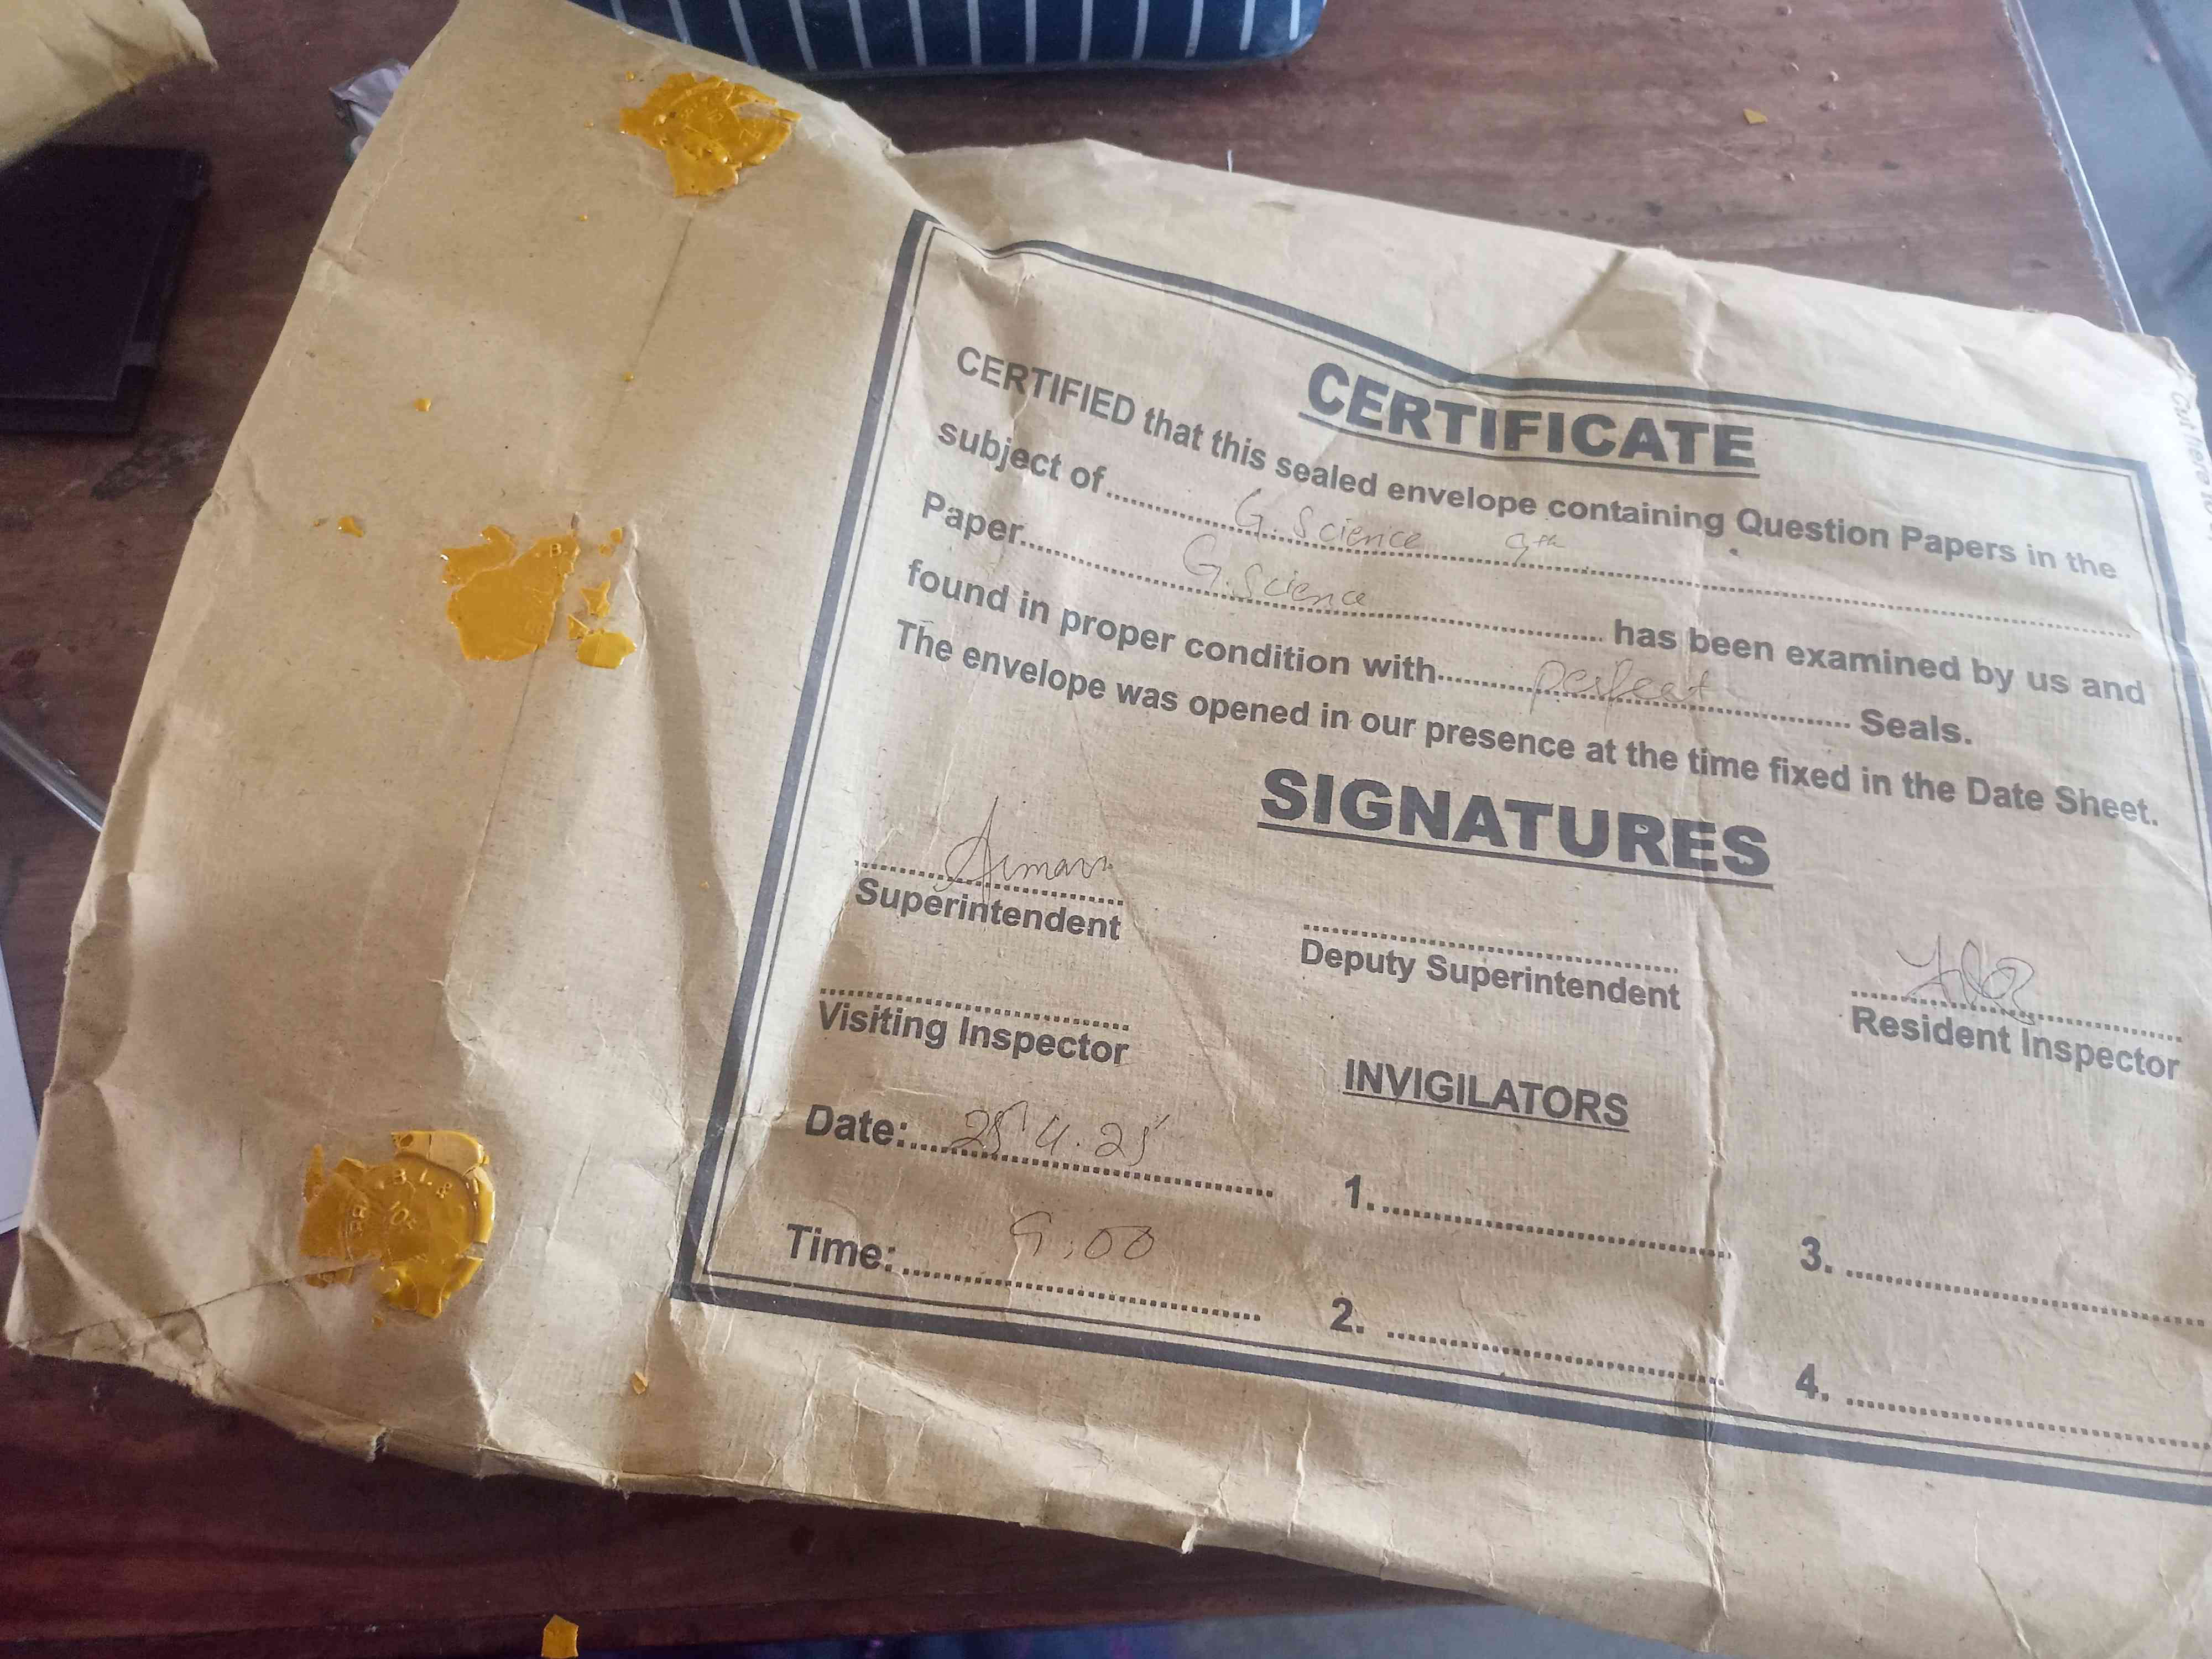 CERTIFICATE
CERTIFIED that this sealed envelope containing Question Papers in the
subject of G. Science 9th
Paper G. Science has been examined by us and
found in proper condition with perfect Seals.
The envelope was opened in our presence at the time fixed in the Date Sheet.
SIGNATURES
Superintendent
Deputy Superintendent
Resident Inspector
Visiting Inspector
INVIGILATORS
Date: 25 4.25
Time: 9:00
1.
2.
3.
4.
Cut here